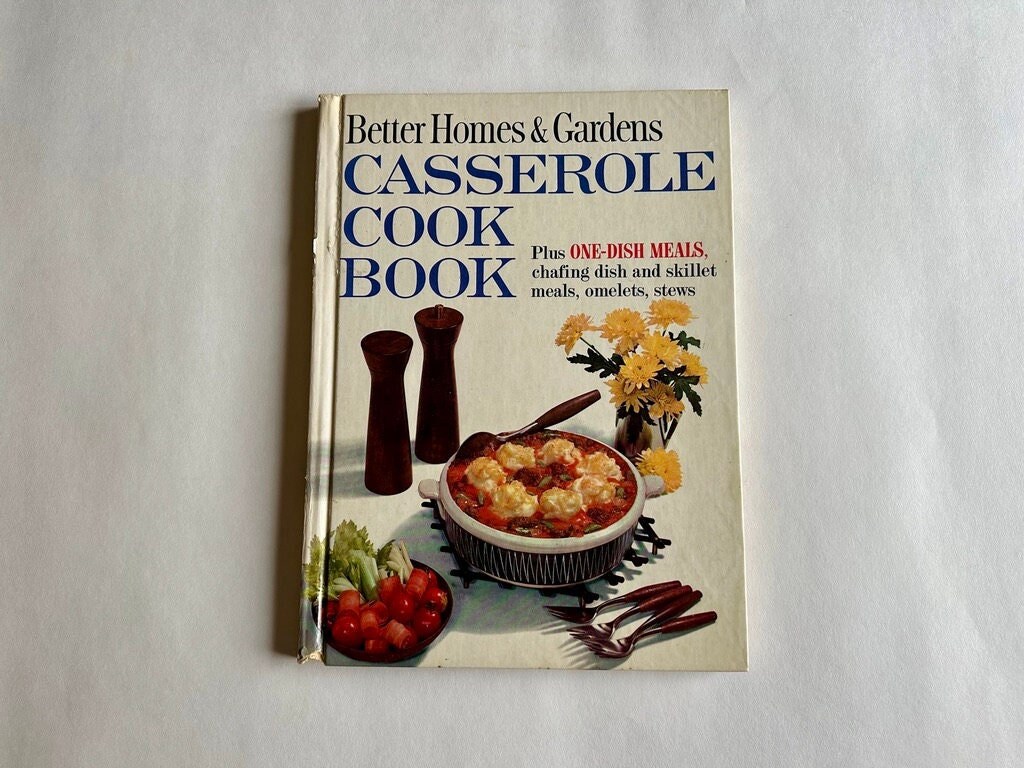 Better Homes & Gardens
CASSEROLE
COOK
BOOK
Plus ONE-DISH MEALS,
chafing dish and skillet
meals, omelets, stews